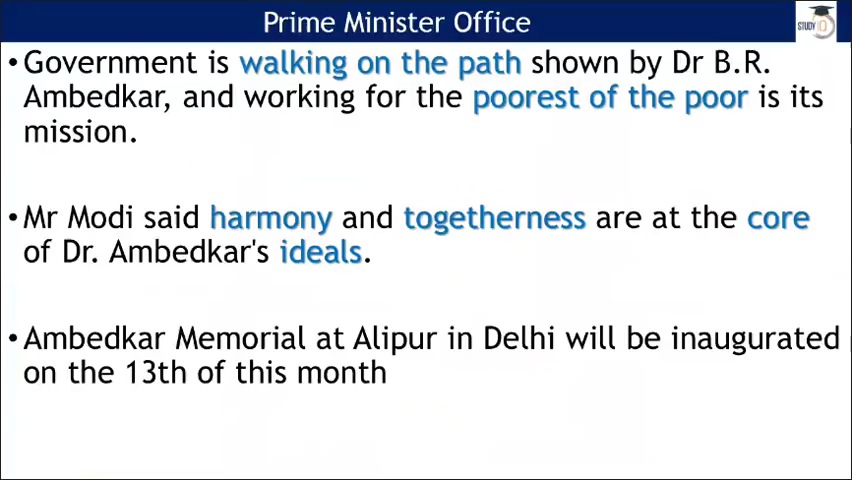 Prime Minister Office
STUDY IQ
•Government is walking on the path shown by Dr B.R.
Ambedkar, and working for the poorest of the poor is its
mission.
•Mr Modi said harmony and togetherness are at the core
of Dr. Ambedkar's ideals.
•Ambedkar Memorial at Alipur in Delhi will be inaugurated
on the 13th of this month